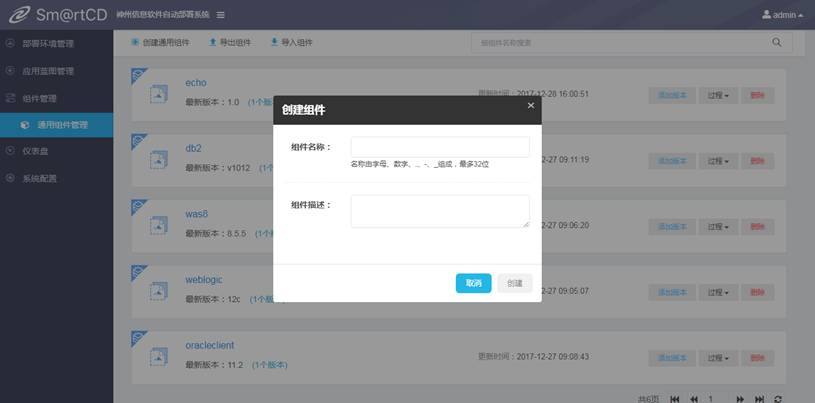 Sm@rtCD 神州信息软件自动部署系统 admin
部署环境管理
应用蓝图管理
组件管理
通用组件管理
仪表盘
系统配置
创建通用组件 导出组件 导入组件 按组件名称搜索
echo
最新版本：1.0 (1个版
更新时间：2017-12-28 16:00:51
添加版本 过程 删除
db2
最新版本：v1012 (1个
-12-27 09:11:19
添加版本 过程 删除
was8
最新版本：8.5.5 (1个
-12-27 09:06:20
添加版本 过程 删除
weblogic
最新版本：12c (1个版本)
2-27 09:05:07
添加版本 过程 删除
oracleclient
最新版本：11.2 (1个版本)
更新时间：2017-12-27 09:08:43
添加版本 过程 删除
共6页 1
创建组件
组件名称：
名称由字母、数字、.、-、_组成，最多32位
组件描述：
取消 创建